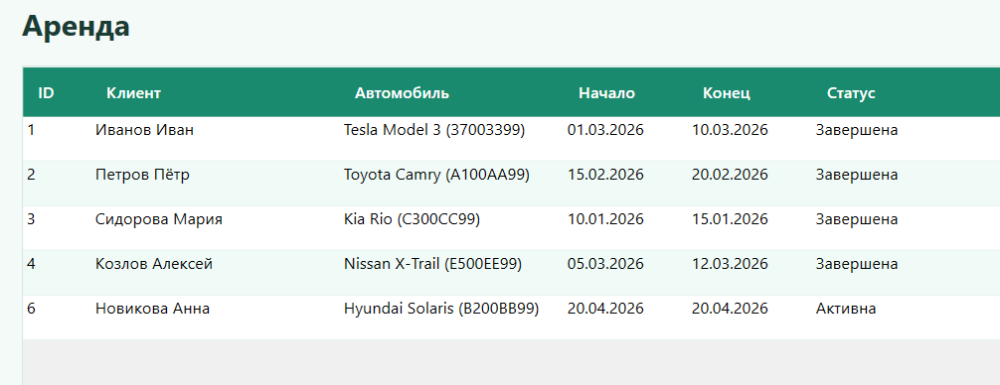 Аренда
ID Клиент Автомобиль Начало Конец Статус
1 Иванов Иван Tesla Model 3 (37003399) 01.03.2026 10.03.2026 Завершена
2 Петров Пётр Toyota Camry (A100AA99) 15.02.2026 20.02.2026 Завершена
3 Сидорова Мария Kia Rio (C300CC99) 10.01.2026 15.01.2026 Завершена
4 Козлов Алексей Nissan X-Trail (E500EE99) 05.03.2026 12.03.2026 Завершена
6 Новикова Анна Hyundai Solaris (B200BB99) 20.04.2026 20.04.2026 Активна